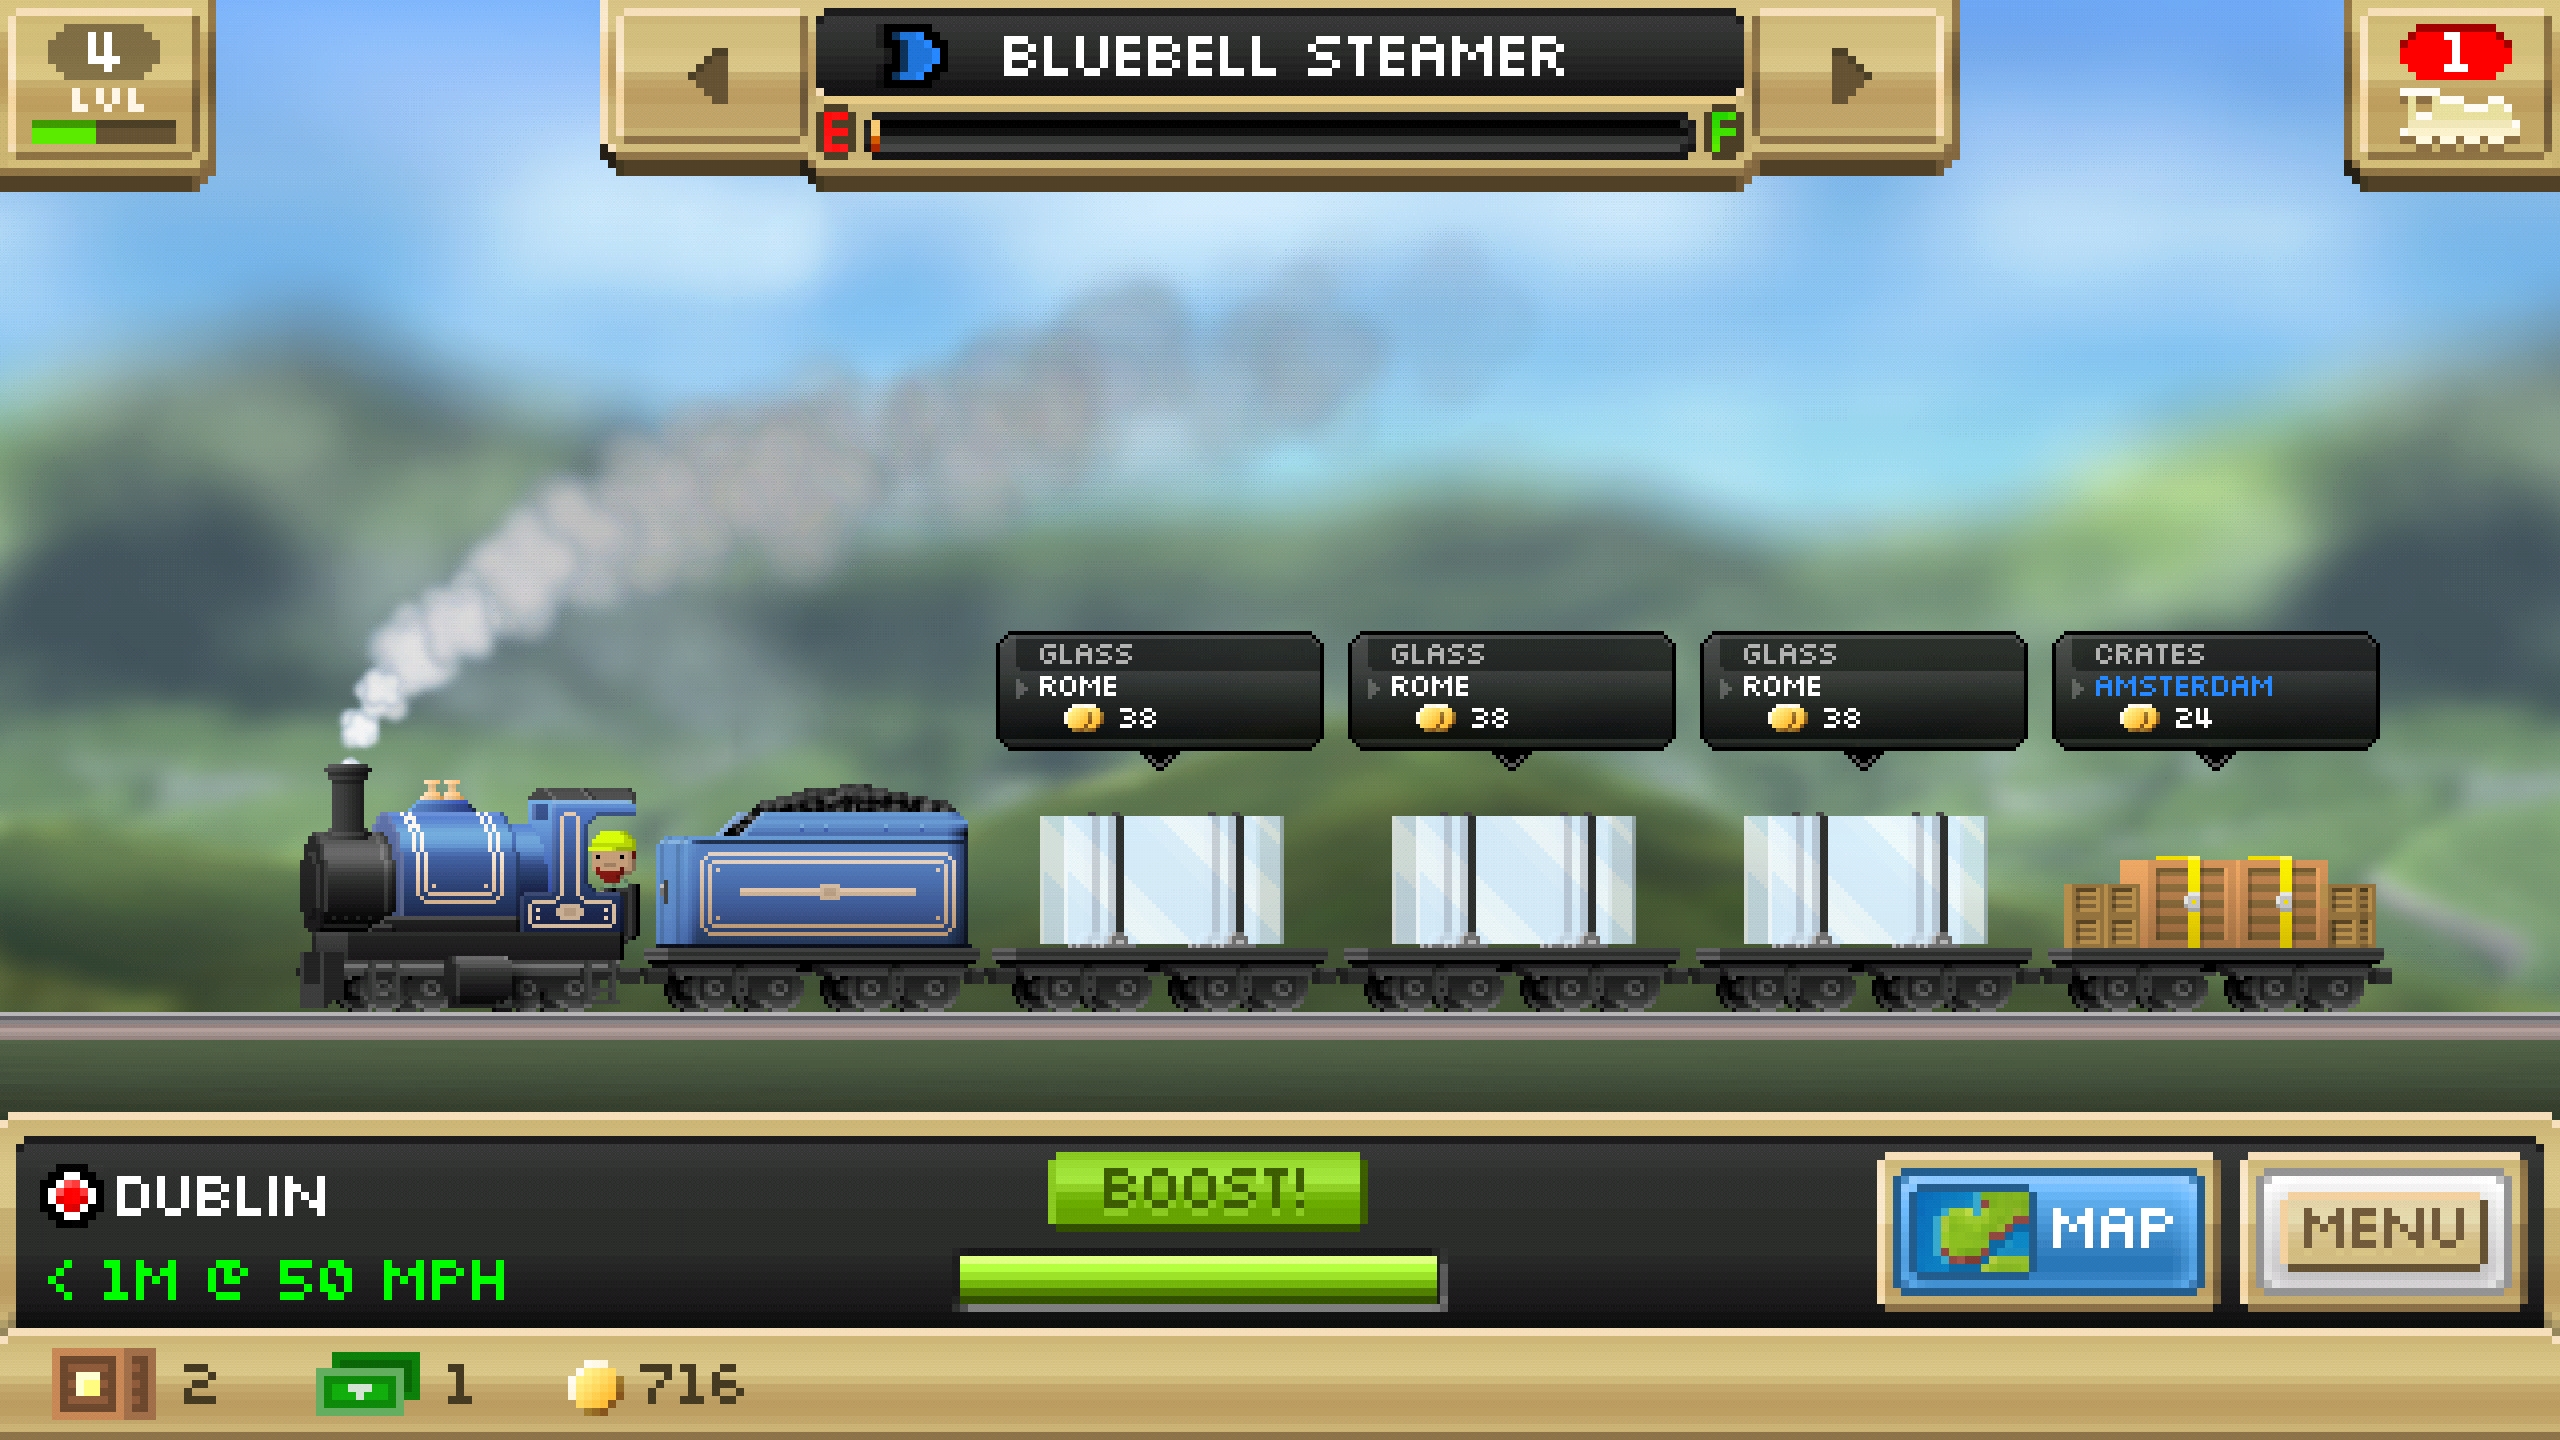 4
LVL
BLUEBELL STEAMER
E
F
1
GLASS
ROME
38
GLASS
ROME
38
GLASS
ROME
38
CRATES
AMSTERDAM
24
DUBLIN
< 1M @ 50 MPH
BOOST!
MAP
MENU
2
1
716